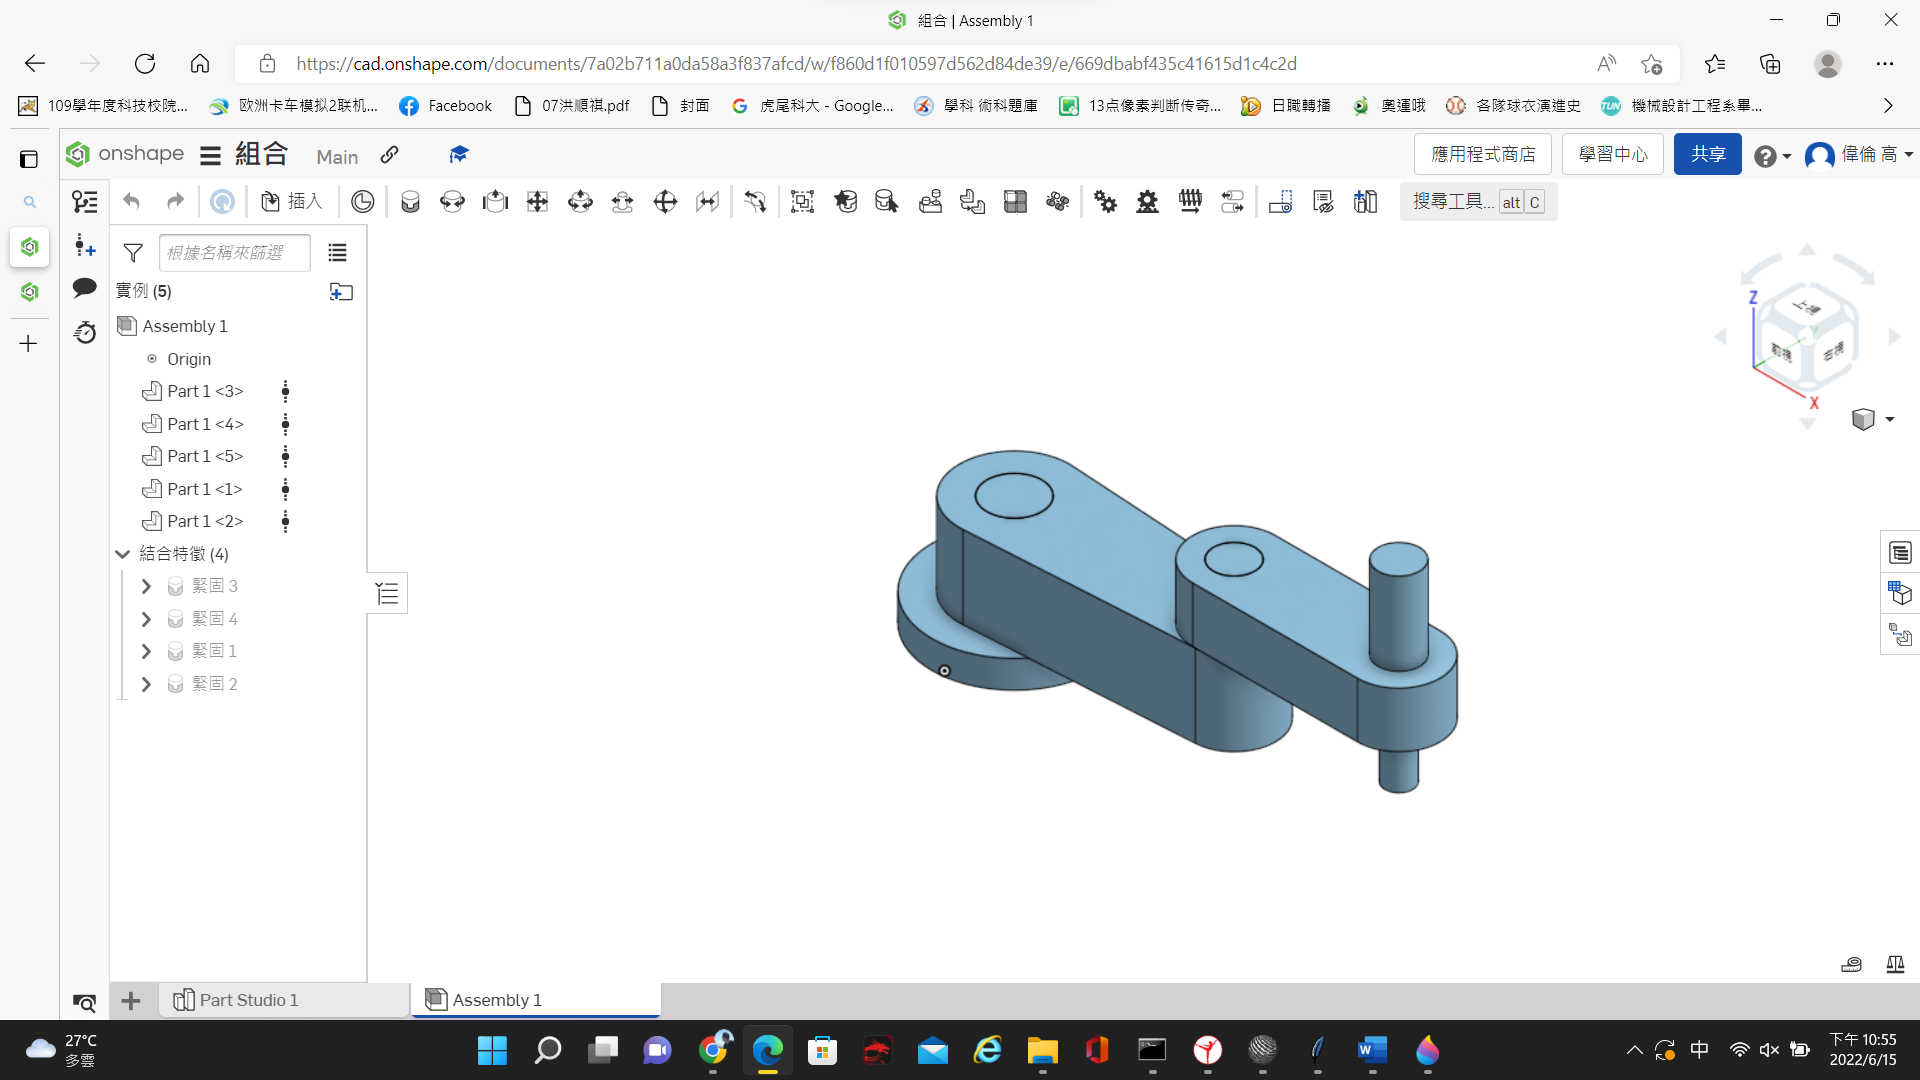 組合 | Assembly 1
https://cad.onshape.com/documents/7a02b711a0da58a3f837afcd/w/f860d1f010597d562d84de39/e/669dbabf435c41615d1c4c2d
109學年度科技校院... 欧洲卡车模拟2联机... Facebook 07洪順祺.pdf 封面 虎尾科大 - Google... 學科 術科題庫 13点像素判断传奇... 日職轉播 奧運哦 各隊球衣演進史 機械設計工程系畢...
onshape 組合 Main 應用程式商店 學習中心 共享 偉倫 高
插入 搜尋工具... alt C
根據名稱來篩選
實例 (5)
Assembly 1
Origin
Part 1 <3>
Part 1 <4>
Part 1 <5>
Part 1 <1>
Part 1 <2>
結合特徵 (4)
緊固 3
緊固 4
緊固 1
緊固 2
Z
上視
Y
前視 右視
X
Part Studio 1 Assembly 1
27°C
多雲
中
下午 10:55
2022/6/15